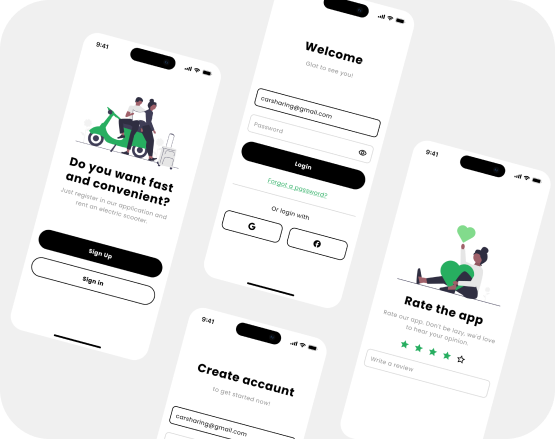 9:41
Do you want fast
and convenient?
Just register in our application and
rent an electric scooter.
Sign Up
Sign in
Welcome
Glat to see you!
carsharing@gmail.com
Password
Login
Forgot a password?
Or login with
G
9:41
Create acaunt
to get started now!
carsharing@gmail.com
9:41
Rate the app
Rate our app. Don't be lazy, we'd love
to hear your opinion.
Write a review